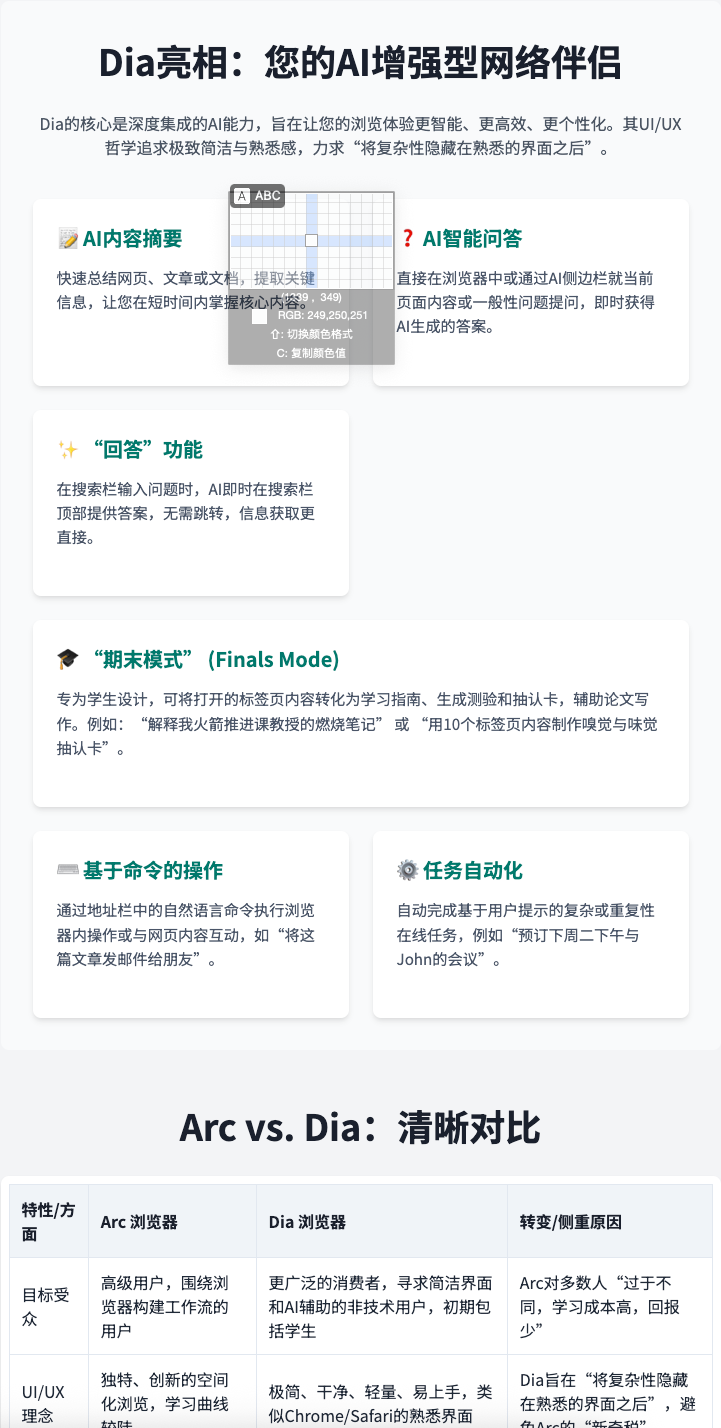 Dia亮相：您的AI增强型网络伴侣
Dia的核心是深度集成的AI能力，旨在让您的浏览体验更智能、更高效、更个性化。其UI/UX
哲学追求极致简洁与熟悉感，力求“将复杂性隐藏在熟悉的界面之后”。
A ABC
📝 AI内容摘要
快速总结网页、文章或文档，提取关键
信息，让您在短时间内掌握核心内容。
349)
RGB: 249,250,251
⇧: 切换颜色格式
C: 复制颜色值
❓ AI智能问答
直接在浏览器中或通过AI侧边栏就当前
页面内容或一般性问题提问，即时获得
AI生成的答案。
✨ “回答”功能
在搜索栏输入问题时，AI即时在搜索栏
顶部提供答案，无需跳转，信息获取更
直接。
🎓 “期末模式” (Finals Mode)
专为学生设计，可将打开的标签页内容转化为学习指南、生成测验和抽认卡，辅助论文写
作。例如：“解释我火箭推进课教授的燃烧笔记” 或 “用10个标签页内容制作嗅觉与味觉
抽认卡”。
⌨️ 基于命令的操作
通过地址栏中的自然语言命令执行浏览
器内操作或与网页内容互动，如“将这
篇文章发邮件给朋友”。
⚙️ 任务自动化
自动完成基于用户提示的复杂或重复性
在线任务，例如“预订下周二下午与
John的会议”。
Arc vs. Dia：清晰对比
特性/方
面
Arc 浏览器
Dia 浏览器
转变/侧重原因
目标受
众
高级用户，围绕浏
览器构建工作流的
用户
更广泛的消费者，寻求简洁界面
和AI辅助的非技术用户，初期包
括学生
Arc对多数人“过于不
同，学习成本高，回报
少”
UI/UX
理念
独特、创新的空间
化浏览，学习曲线
较陡
极简、干净、轻量、易上手，类
似Chrome/Safari的熟悉界面
Dia旨在“将复杂性隐藏
在熟悉的界面之后”，避
免Arc的“新奇税”